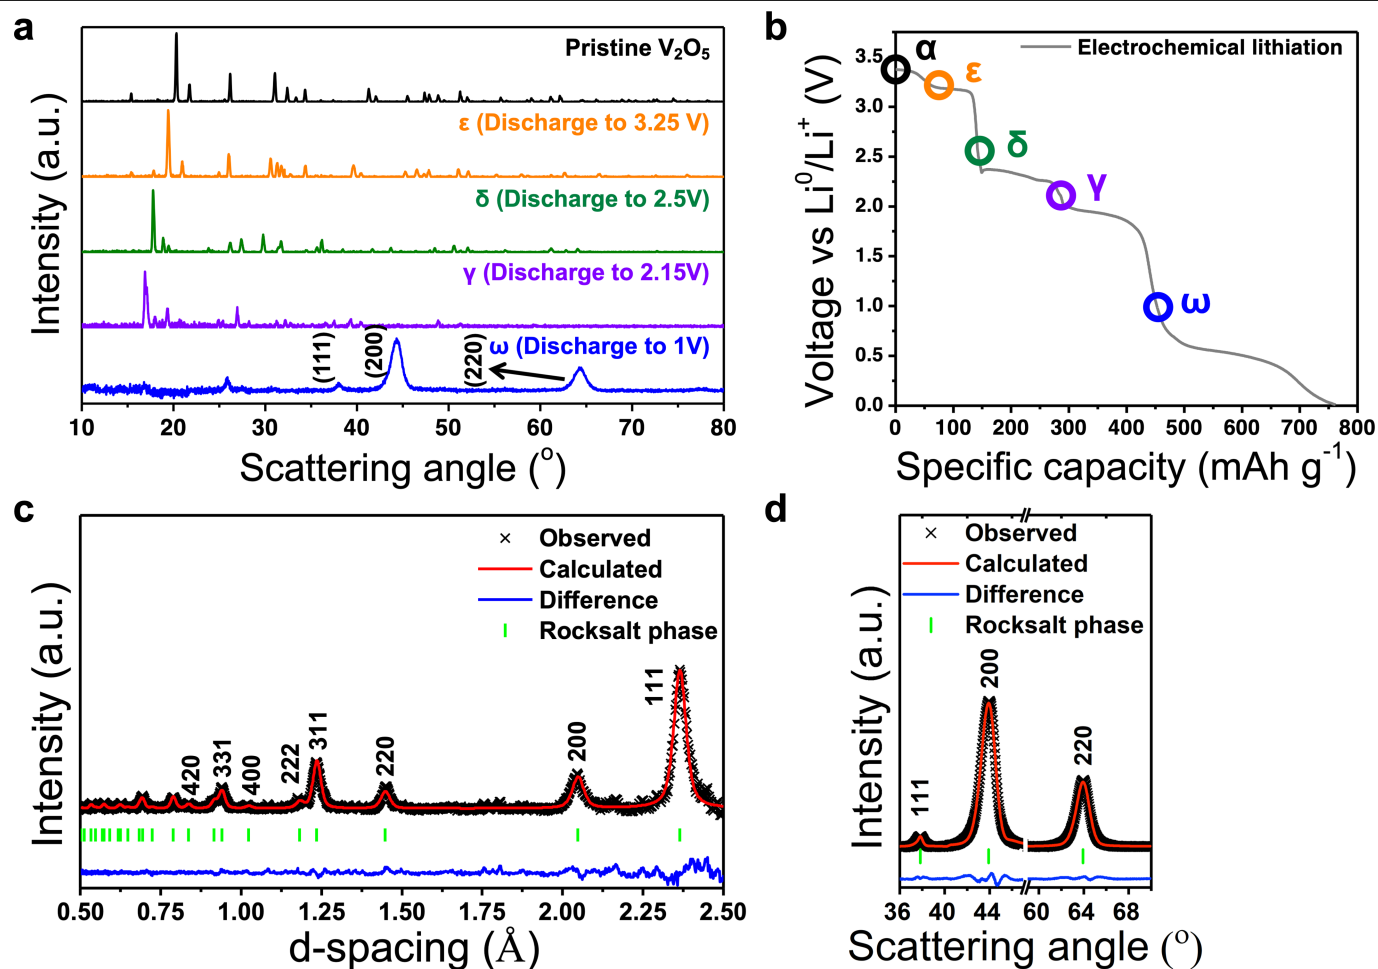 a
Pristine V₂O₅
ε (Discharge to 3.25 V)
δ (Discharge to 2.5V)
γ (Discharge to 2.15V)
ω (Discharge to 1V)
(111)
(200)
(220)
Intensity (a.u.)
10 20 30 40 50 60 70 80
Scattering angle (°)
b
Electrochemical lithiation
α
ε
δ
γ
ω
Voltage vs Li⁰/Li⁺ (V)
3.5
3.0
2.5
2.0
1.5
1.0
0.5
0.0
0 100 200 300 400 500 600 700 800
Specific capacity (mAh g⁻¹)
c
Observed
Calculated
Difference
Rocksalt phase
420
331
400
222
311
220
200
111
Intensity (a.u.)
0.50 0.75 1.00 1.25 1.50 1.75 2.00 2.25 2.50
d-spacing (Å)
d
Observed
Calculated
Difference
Rocksalt phase
111
200
220
Intensity (a.u.)
36 40 44 60 64 68
Scattering angle (°)